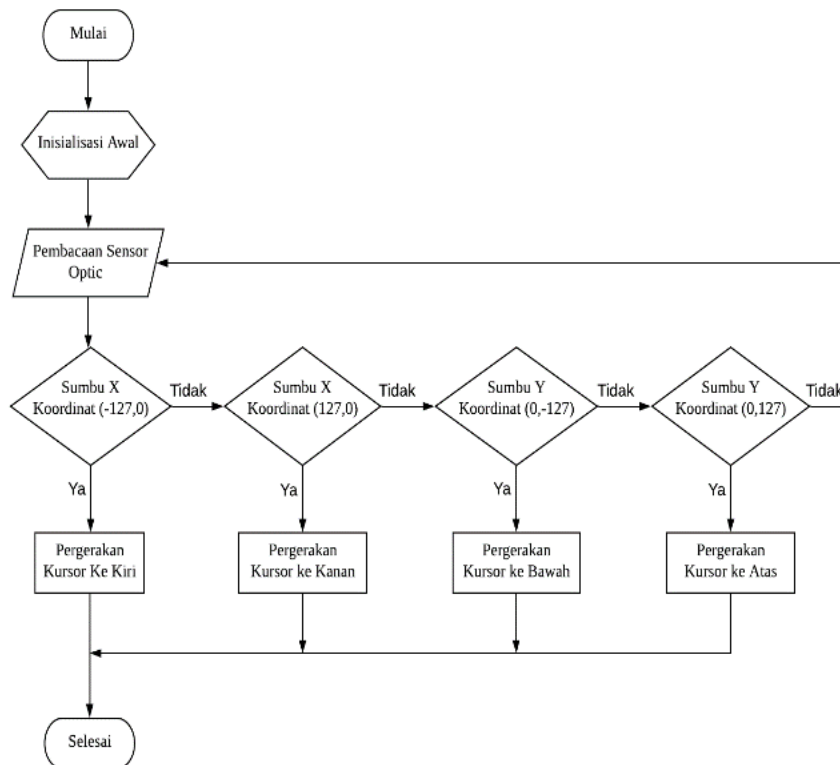 Mulai
Inisialisasi Awal
Pembacaan Sensor
Optic
Sumbu X
Koordinat (-127,0)
Tidak
Sumbu X
Koordinat (127,0)
Tidak
Sumbu Y
Koordinat (0,-127)
Tidak
Sumbu Y
Koordinat (0,127)
Tidak
Ya
Ya
Ya
Ya
Pergerakan
Kursor Ke Kiri
Pergerakan
Kursor ke Kanan
Pergerakan
Kursor ke Bawah
Pergerakan
Kursor ke Atas
Selesai